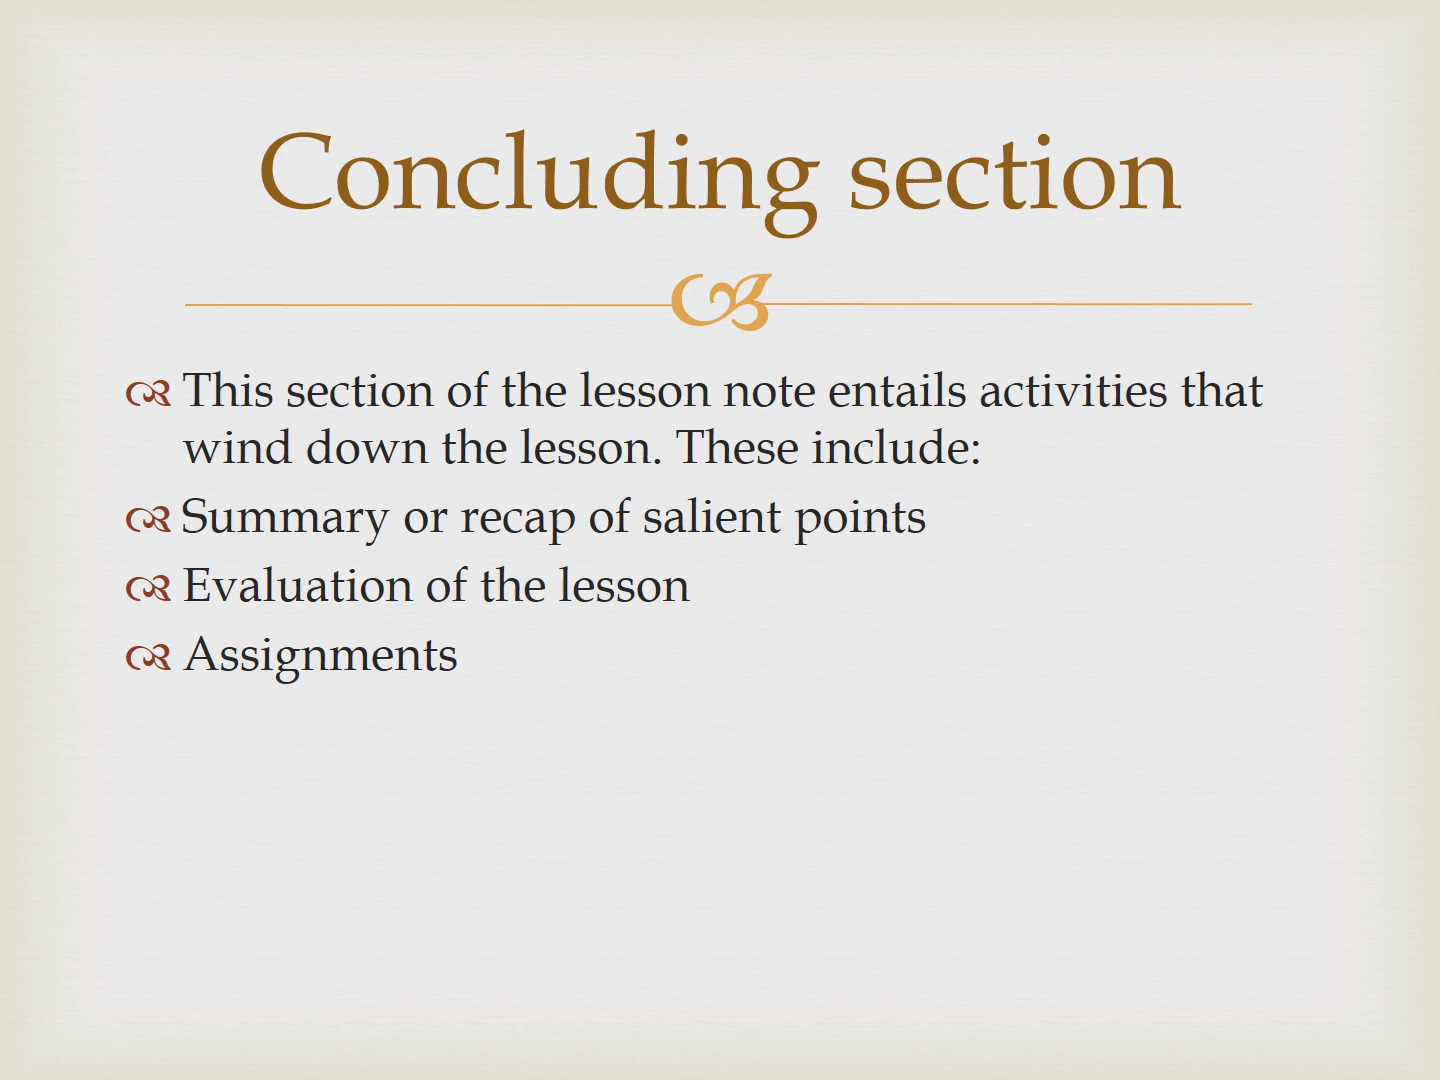 Concluding section
This section of the lesson note entails activities that
wind down the lesson. These include:
Summary or recap of salient points
Evaluation of the lesson
Assignments